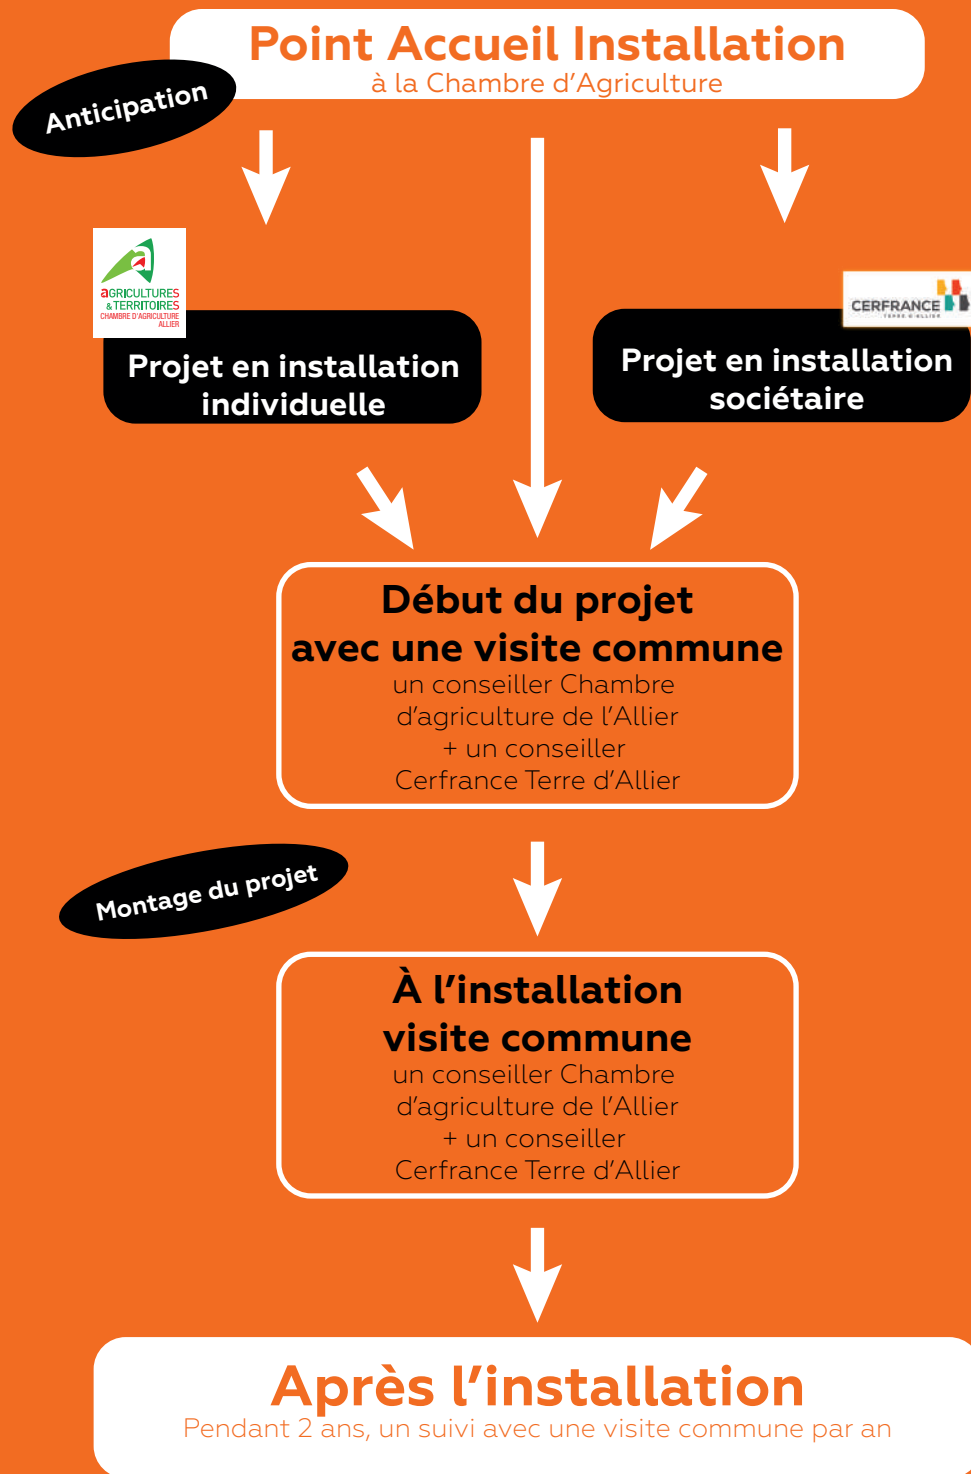 Point Accueil Installation
à la Chambre d'Agriculture
Anticipation
aGRICULTURES
& TERRITOIRES
CHAMBRE D'AGRICULTURE
ALLIER
CERFRANCE
TERRE D'ALLIER
Projet en installation
individuelle
Projet en installation
sociétaire
Début du projet
avec une visite commune
un conseiller Chambre
d'agriculture de l'Allier
+ un conseiller
Cerfrance Terre d'Allier
Montage du projet
À l'installation
visite commune
un conseiller Chambre
d'agriculture de l'Allier
+ un conseiller
Cerfrance Terre d'Allier
Après l'installation
Pendant 2 ans, un suivi avec une visite commune par an